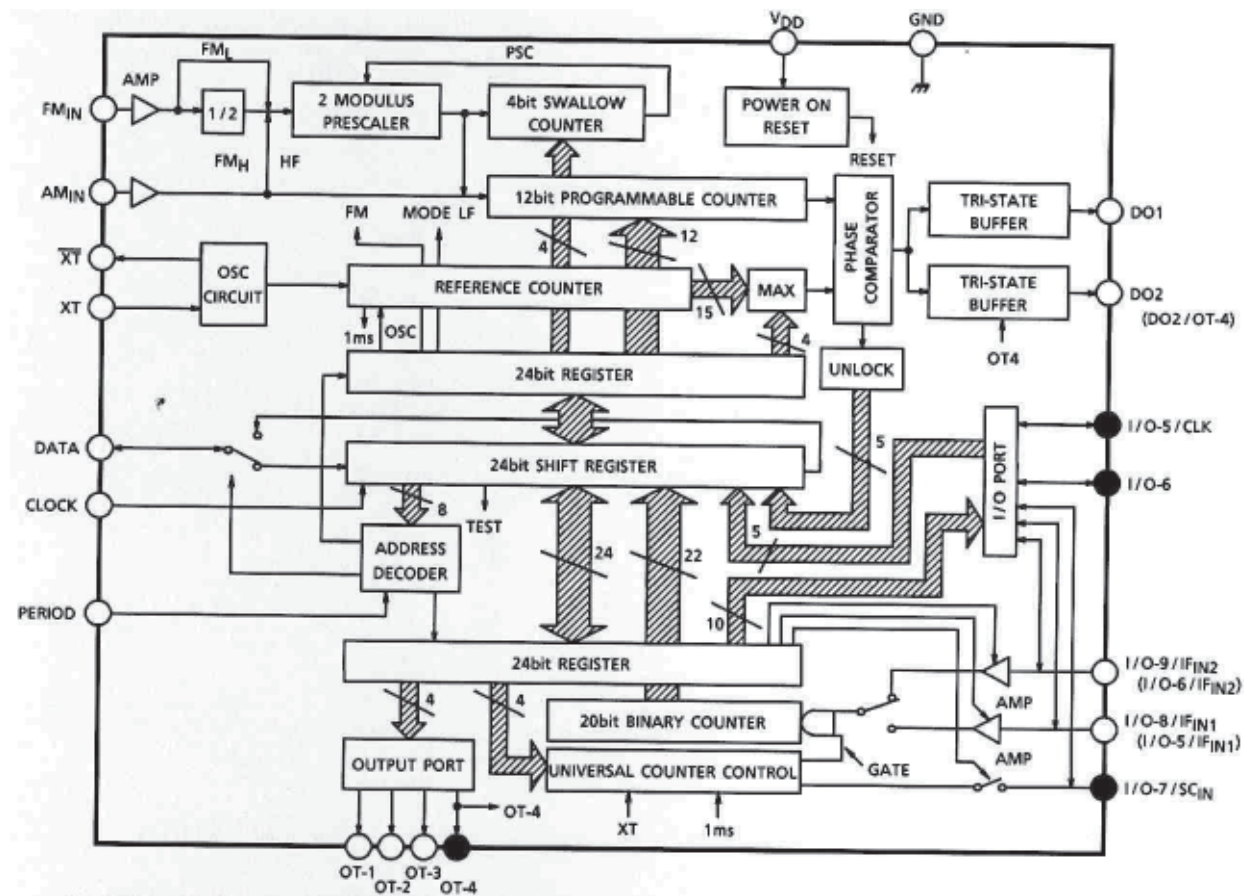 VDD
GND
FML
PSC
AMP
FMIN
1/2
2 MODULUS
PRESCALER
4bit SWALLOW
COUNTER
POWER ON
RESET
FMH
HF
RESET
AMIN
12bit PROGRAMMABLE COUNTER
TRI-STATE
BUFFER
DO1
FM
MODE LF
4
12
PHASE
COMPARATOR
XT
OSC
CIRCUIT
REFERENCE COUNTER
15
MAX
TRI-STATE
BUFFER
DO2
(DO2/OT-4)
XT
1ms
OSC
4
OT4
24bit REGISTER
UNLOCK
DATA
24bit SHIFT REGISTER
5
I/O PORT
I/O-5/CLK
I/O-6
CLOCK
8
TEST
5
ADDRESS
DECODER
24
22
PERIOD
10
24bit REGISTER
I/O-9/IFIN2
(I/O-6/IFIN2)
4
4
20bit BINARY COUNTER
AMP
I/O-8/IFIN1
(I/O-5/IFIN1)
OUTPUT PORT
UNIVERSAL COUNTER CONTROL
GATE
AMP
I/O-7/SCIN
OT-4
XT
1ms
OT-1
OT-2
OT-3
OT-4